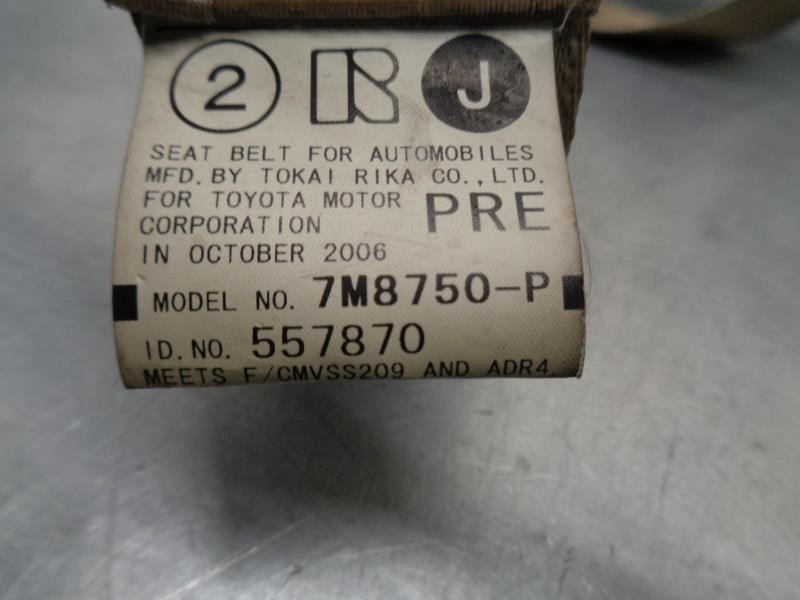 2 R J
SEAT BELT FOR AUTOMOBILES
MFD. BY TOKAI RIKA CO., LTD.
FOR TOYOTA MOTOR PRE
CORPORATION
IN OCTOBER 2006
MODEL NO. 7M8750-P
ID. NO. 557870
MEETS F/CMVSS209 AND ADR4.